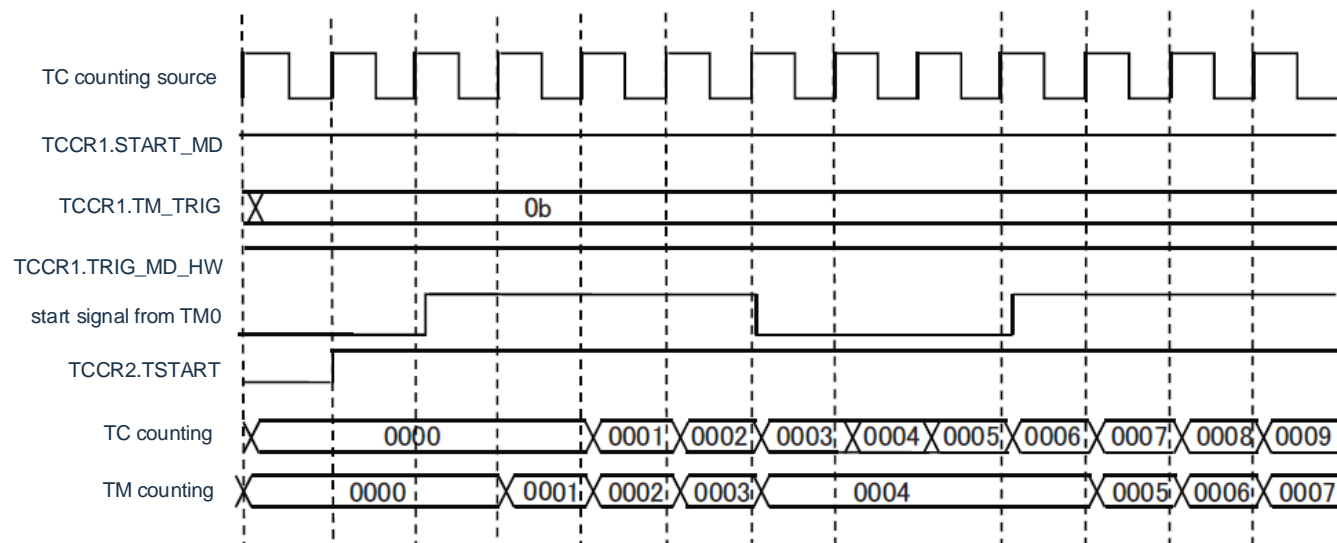 TC counting source
TCCR1.START_MD
TCCR1.TM_TRIG 0b
TCCR1.TRIG_MD_HW
start signal from TM0
TCCR2.TSTART
TC counting 0000 0001 0002 0003 0004 0005 0006 0007 0008 0009
TM counting 0000 0001 0002 0003 0004 0005 0006 0007